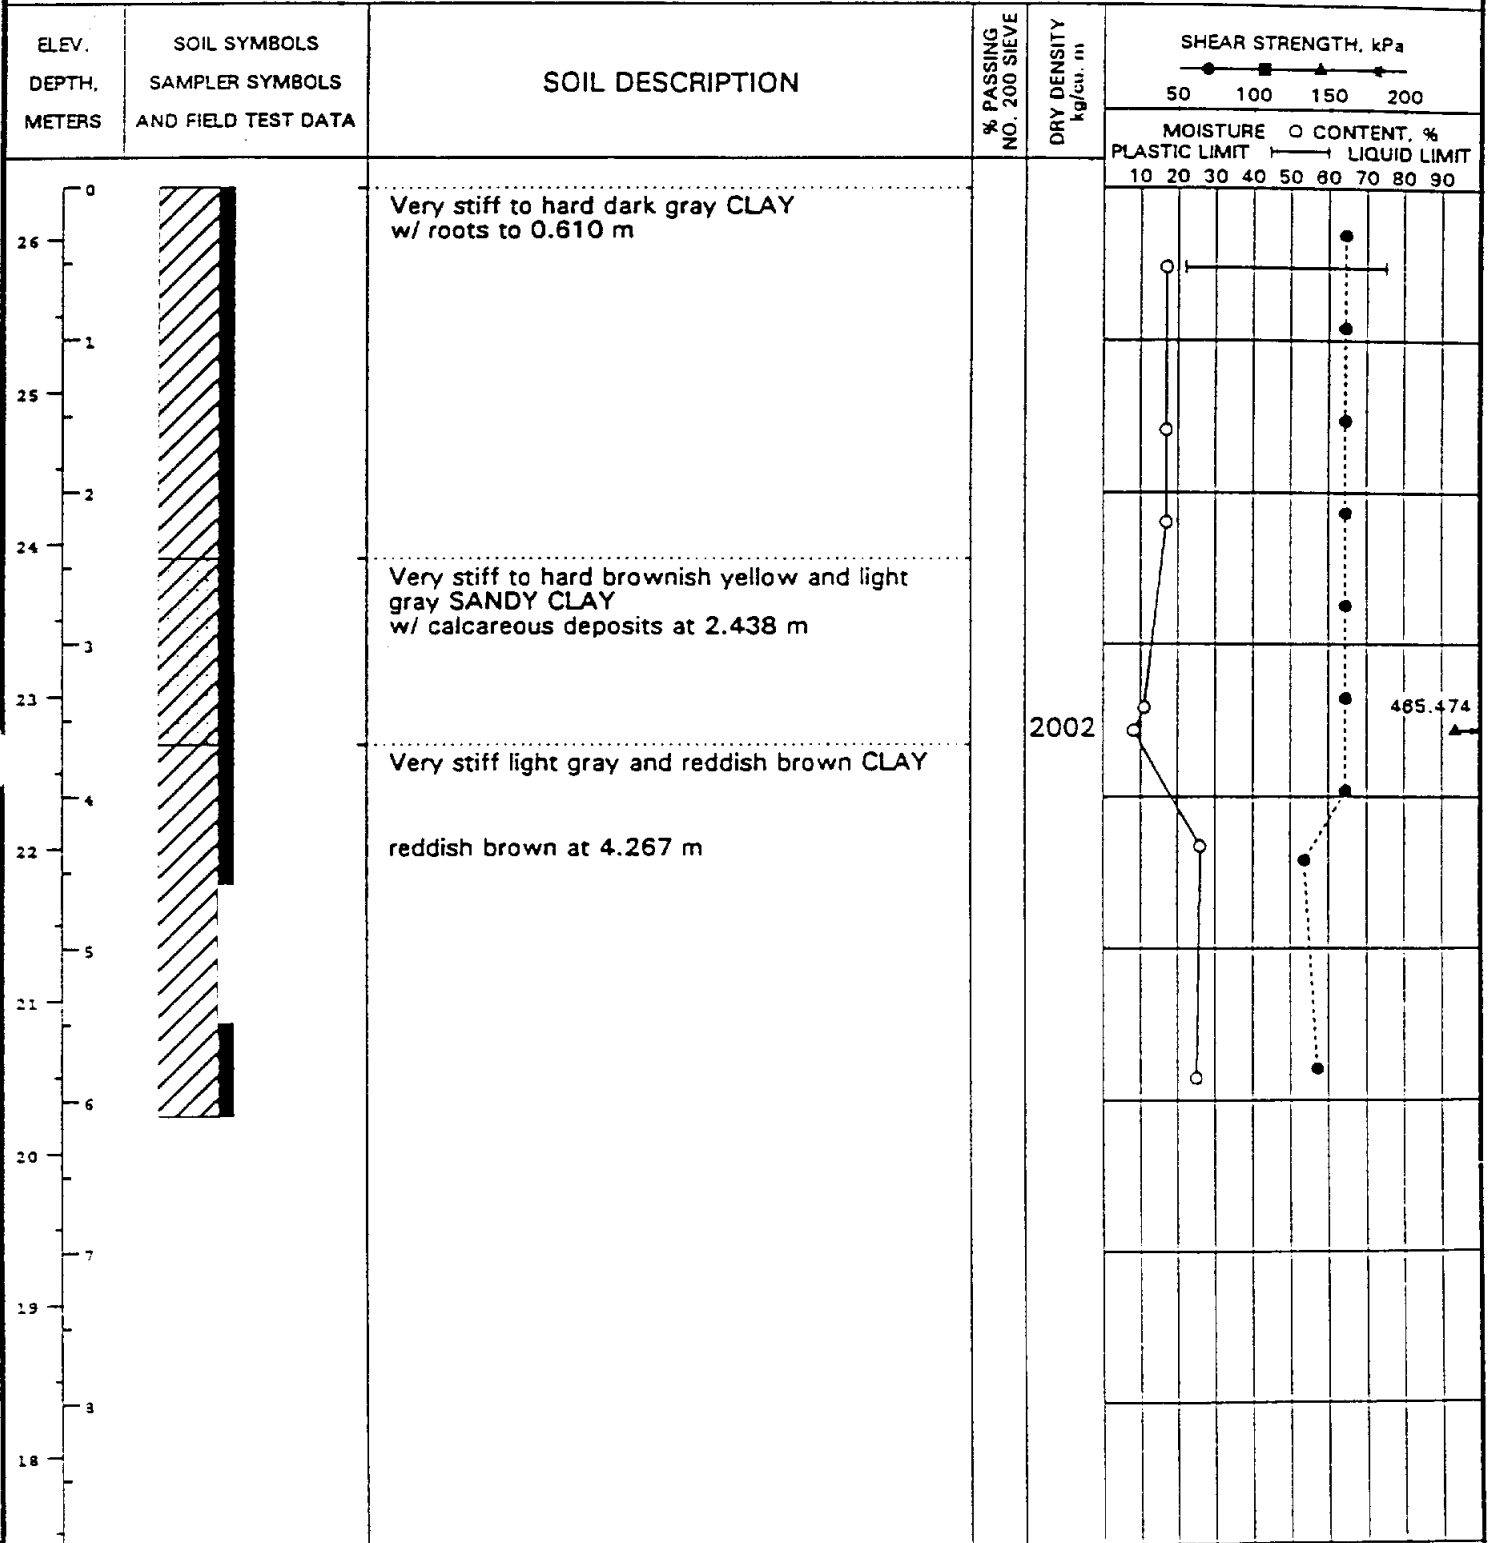 ELEV.
DEPTH,
METERS
SOIL SYMBOLS
SAMPLER SYMBOLS
AND FIELD TEST DATA
SOIL DESCRIPTION
% PASSING
NO. 200 SIEVE
DRY DENSITY
kg/cu. m
SHEAR STRENGTH, kPa
50 100 150 200
MOISTURE O CONTENT, %
PLASTIC LIMIT LIQUID LIMIT
10 20 30 40 50 60 70 80 90
0
Very stiff to hard dark gray CLAY
w/ roots to 0.610 m
26
1
25
2
24
Very stiff to hard brownish yellow and light
gray SANDY CLAY
w/ calcareous deposits at 2.438 m
3
23
465.474
2002
Very stiff light gray and reddish brown CLAY
4
22
reddish brown at 4.267 m
5
21
6
20
7
19
3
18